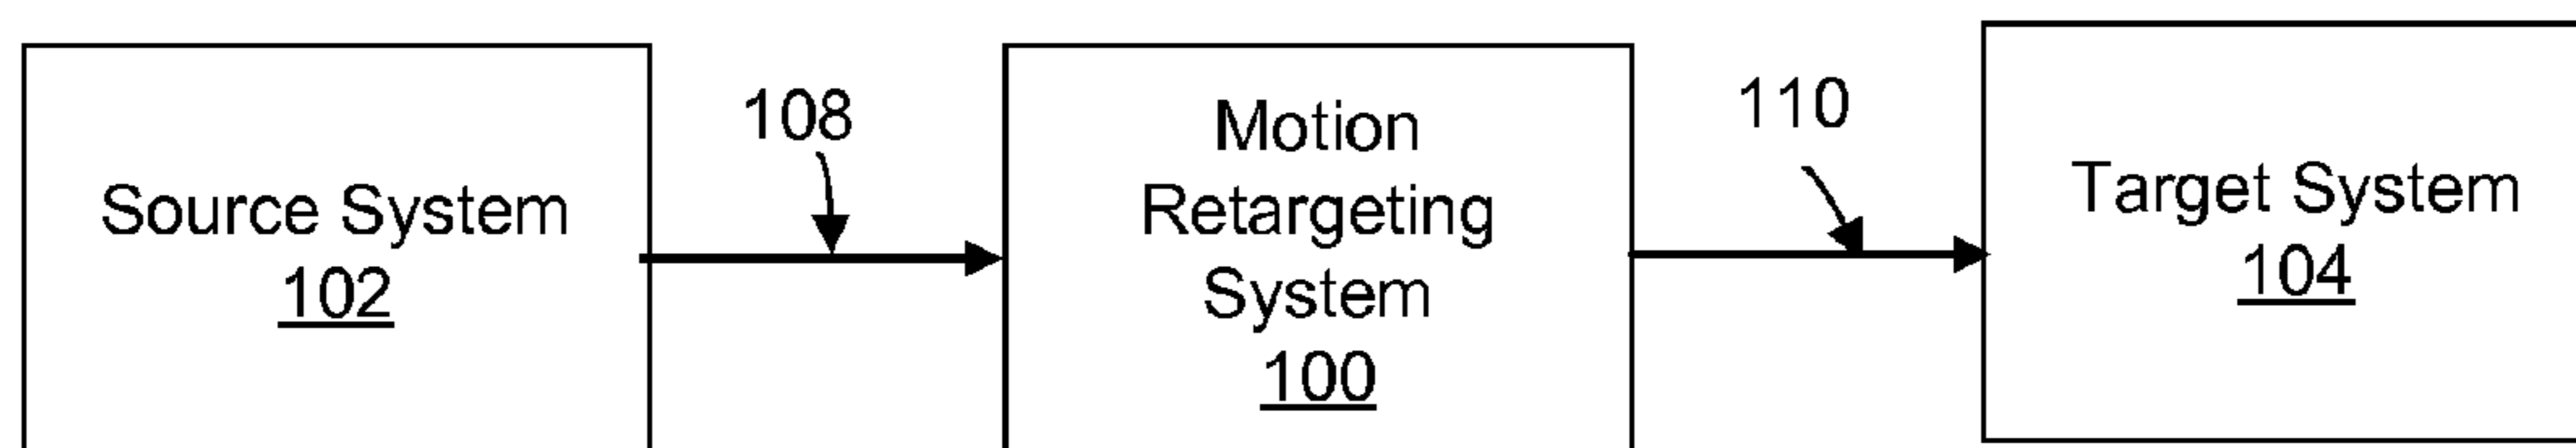 Source System
102
108
Motion
Retargeting
System
100
110
Target System
104